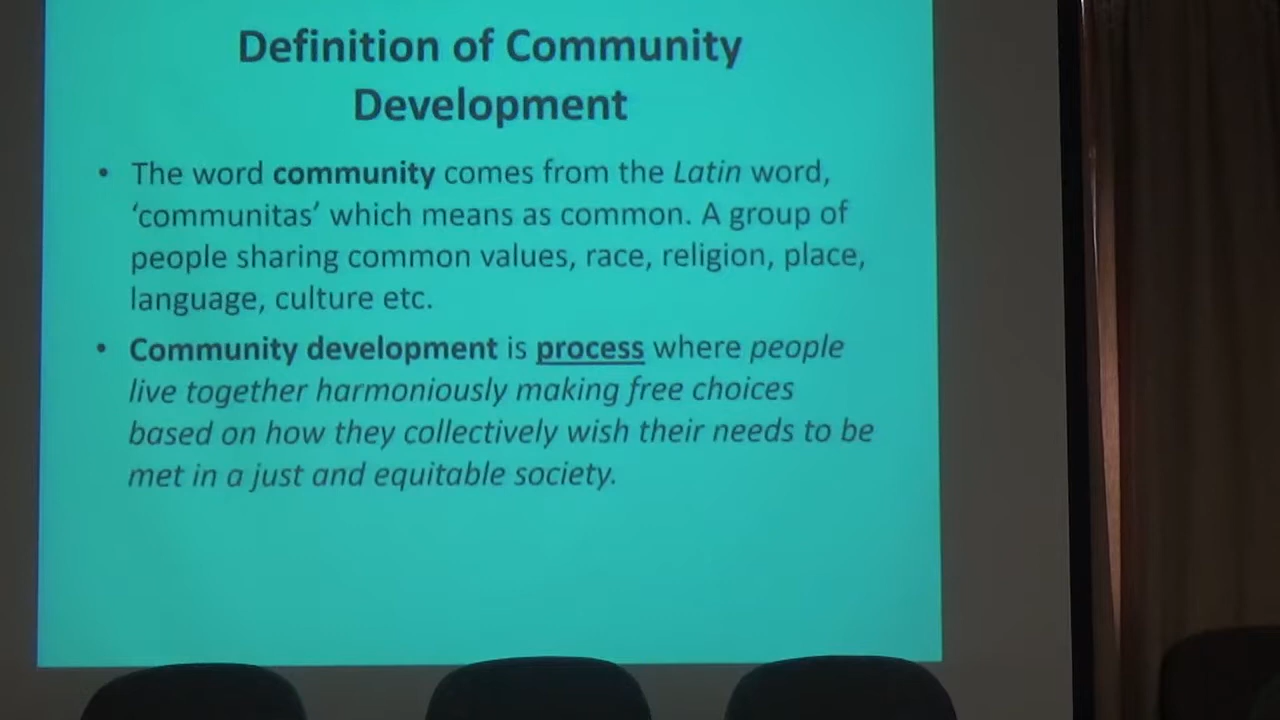 Definition of Community
Development
• The word community comes from the Latin word,
‘communitas’ which means as common. A group of
people sharing common values, race, religion, place,
language, culture etc.
• Community development is process where people
live together harmoniously making free choices
based on how they collectively wish their needs to be
met in a just and equitable society.